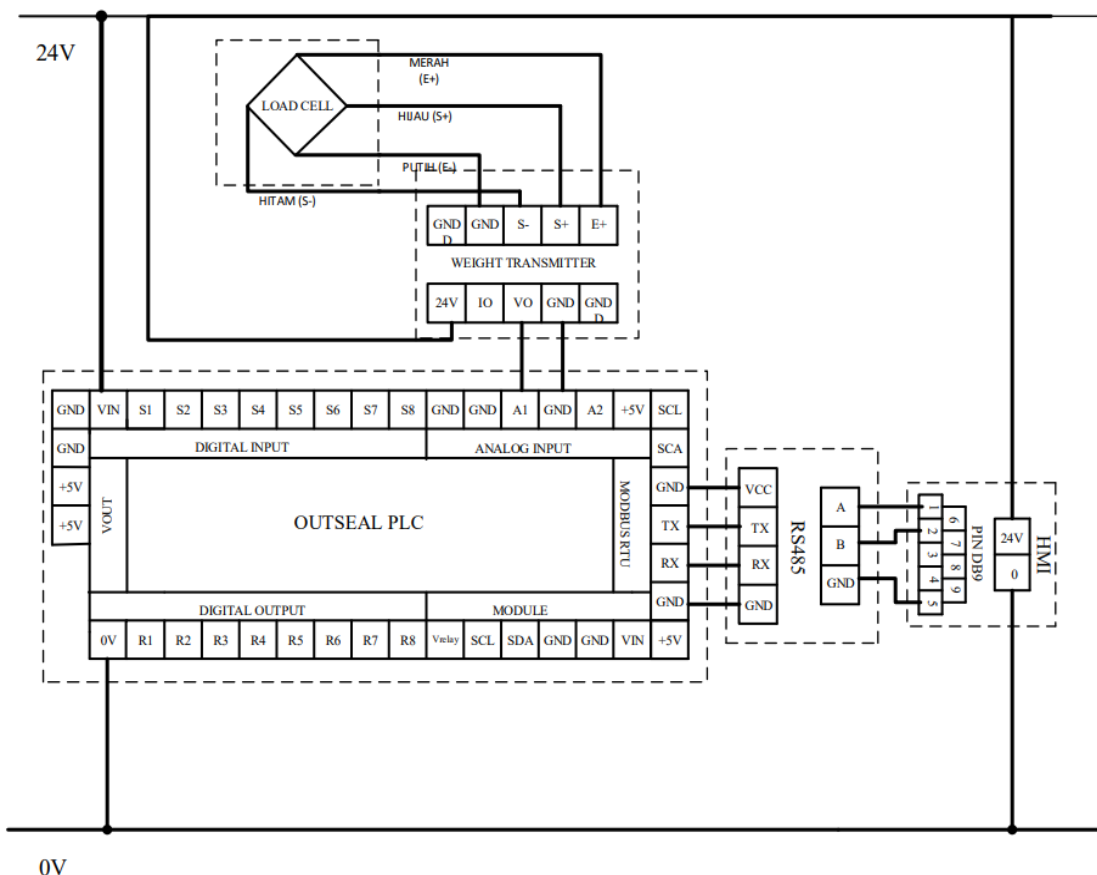 24V
MERAH
(E+)
LOAD CELL
HIJAU (S+)
PUTIH (E-)
HITAM (S-)
GND
D
GND
S-
S+
E+
WEIGHT TRANSMITTER
24V
IO
VO
GND
GND
D
GND
VIN
S1
S2
S3
S4
S5
S6
S7
S8
GND
GND
A1
GND
A2
+5V
SCL
GND
DIGITAL INPUT
ANALOG INPUT
SCA
+5V
+5V
VOUT
OUTSEAL PLC
MODBUS RTU
GND
TX
RX
GND
DIGITAL OUTPUT
MODULE
0V
R1
R2
R3
R4
R5
R6
R7
R8
Vrelay
SCL
SDA
GND
GND
VIN
+5V
VCC
TX
RX
GND
RS485
A
B
GND
1
2
3
4
5
6
7
8
9
PIN DB9
24V
0
HMI
0V